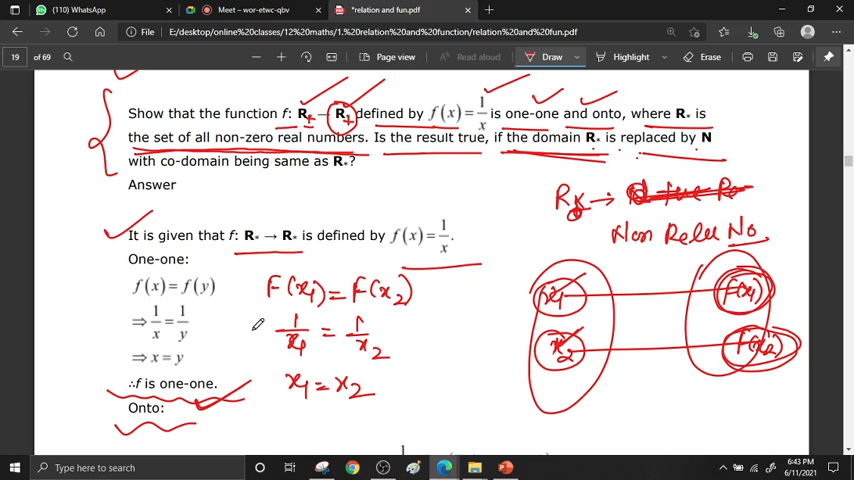 (110) WhatsApp
Meet – wor-etwc-qbv
*relation and fun.pdf
File
E:/desktop/online%20classes/12%20maths/1.%20relation%20and%20function/relation%20and%20fun.pdf
19
of 69
Page view
Read aloud
Draw
Highlight
Erase
Show that the function f: R* → R* defined by f(x) = 1/x is one-one and onto, where R* is
the set of all non-zero real numbers. Is the result true, if the domain R* is replaced by N
with co-domain being same as R*?
Answer
R* →
Non Relu No
It is given that f: R* → R* is defined by f(x) = 1/x.
One-one:
f(x) = f(y)
F(x1) = F(x2)
x1
F(x1)
⇒ 1/x = 1/y
1/x1 = 1/x2
x2
F(x2)
⇒ x = y
x1 = x2
∴f is one-one.
Onto:
1
Type here to search
6:43 PM
6/11/2021